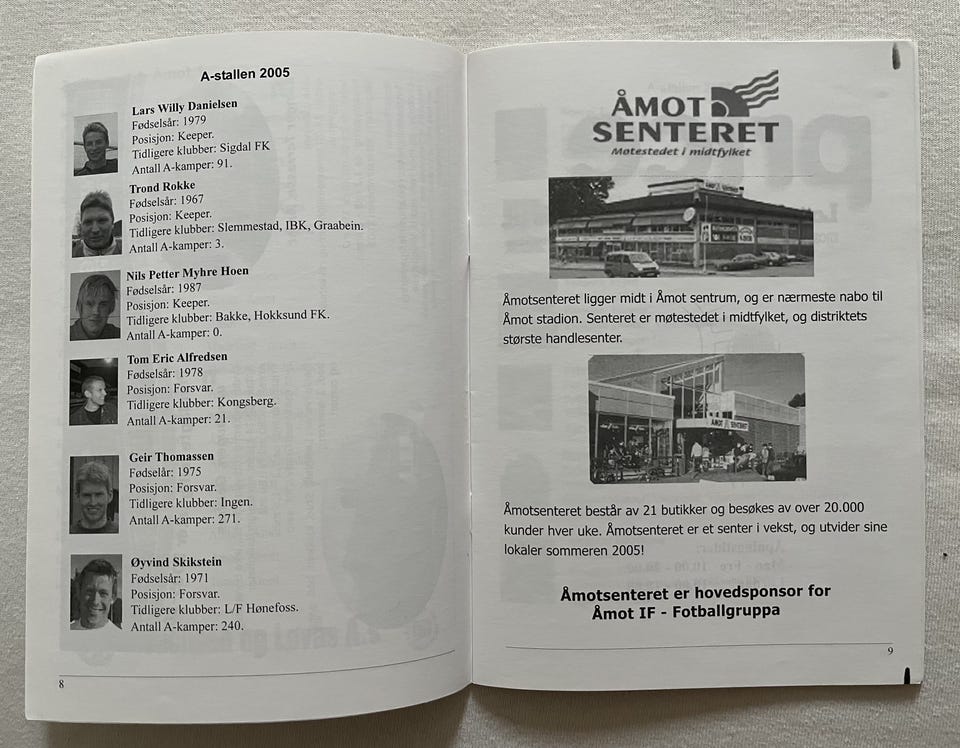 A-stallen 2005
Lars Willy Danielsen
Fødselsår: 1979
Posisjon: Keeper.
Tidligere klubber: Sigdal FK
Antall A-kamper: 91.
Trond Rokke
Fødselsår: 1967
Posisjon: Keeper.
Tidligere klubber: Slemmestad, IBK, Graabein.
Antall A-kamper: 3.
Nils Petter Myhre Hoen
Fødselsår: 1987
Posisjon: Keeper.
Tidligere klubber: Bakke, Hokksund FK.
Antall A-kamper: 0.
Tom Eric Alfredsen
Fødselsår: 1978
Posisjon: Forsvar.
Tidligere klubber: Kongsberg.
Antall A-kamper: 21.
Geir Thomassen
Fødselår: 1975
Posisjon: Forsvar.
Tidligere klubber: Ingen.
Antall A-kamper: 271.
Øyvind Skikstein
Fødselsår: 1971
Posisjon: Forsvar.
Tidligere klubber: L/F Hønefoss.
Antall A-kamper: 240.
8
ÅMOT
SENTERET
Møtestedet i midtfylket
Åmotsenteret ligger midt i Åmot sentrum, og er nærmeste nabo til
Åmot stadion. Senteret er møtestedet i midtfylket, og distriktets
største handlesenter.
ÅMOT SENTERET
Åmotsenteret består av 21 butikker og besøkes av over 20.000
kunder hver uke. Åmotsenteret er et senter i vekst, og utvider sine
lokaler sommeren 2005!
Åmotsenteret er hovedsponsor for
Åmot IF - Fotballgruppa
9